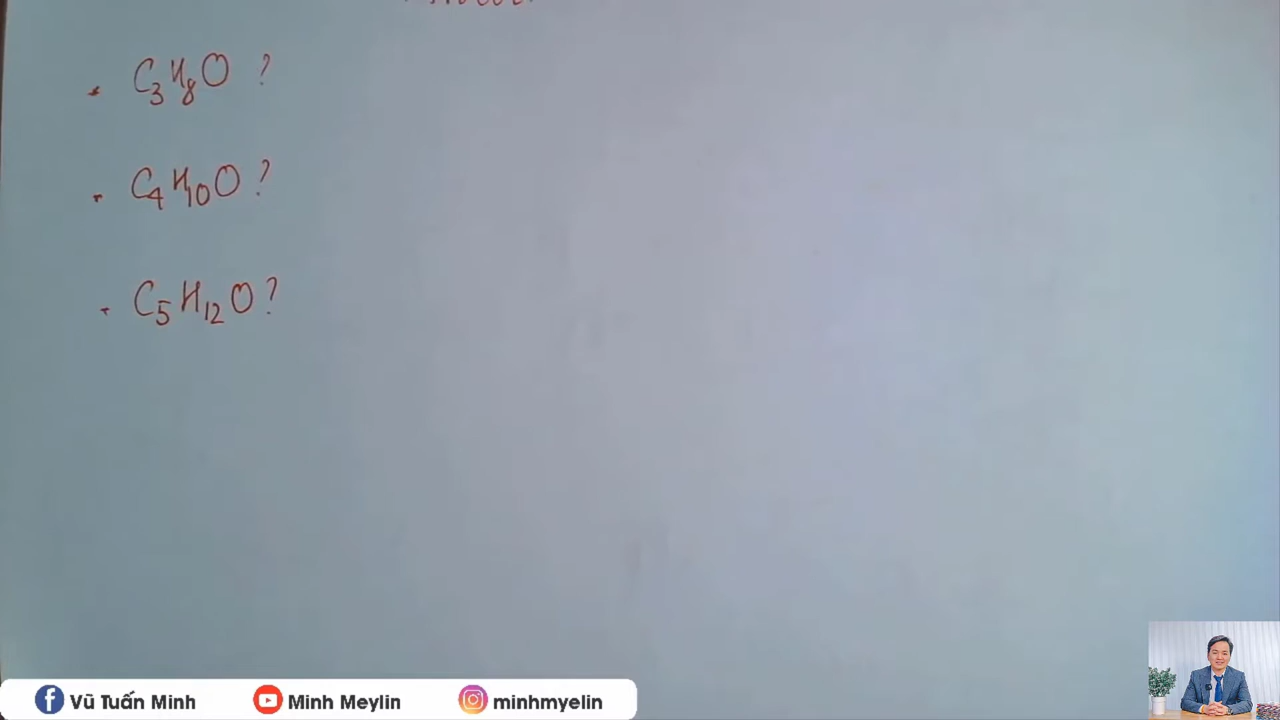 C₃H₈O ?
C₄H₁₀O ?
C₅H₁₂O ?
Vũ Tuấn Minh Minh Meylin minhmyelin